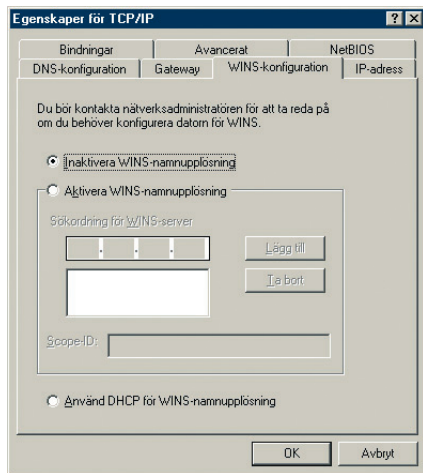 Egenskaper för TCP/IP
Bindningar
Avancerat
NetBIOS
DNS-konfiguration
Gateway
WINS-konfiguration
IP-adress
Du bör kontakta nätverksadministratören för att ta reda på
om du behöver konfigurera datorn för WINS.
Inaktivera WINS-namnupplösning
Aktivera WINS-namnupplösning
Sökordning för WINS-server
Lägg till
Ta bort
Scope-ID:
Använd DHCP för WINS-namnupplösning
OK
Avbryt